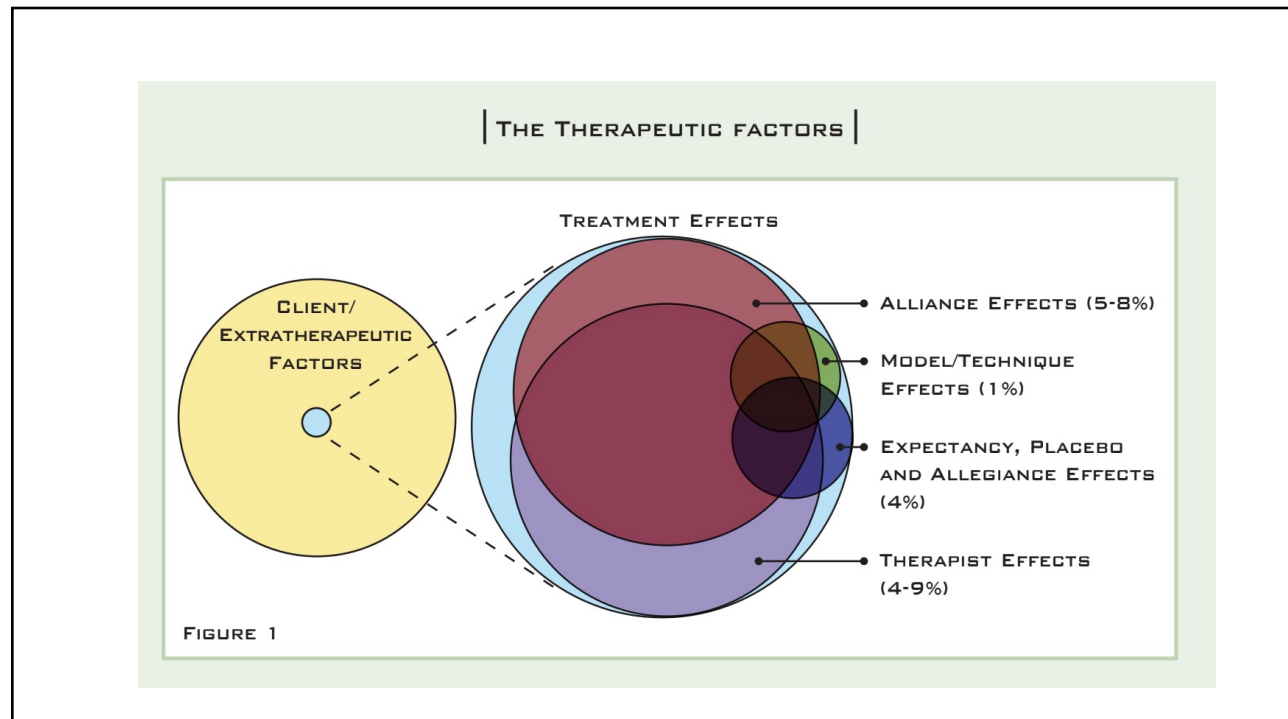 THE THERAPEUTIC FACTORS
TREATMENT EFFECTS
CLIENT/
EXTRATHERAPEUTIC
FACTORS
ALLIANCE EFFECTS (5-8%)
MODEL/TECHNIQUE
EFFECTS (1%)
EXPECTANCY, PLACEBO
AND ALLEGIANCE EFFECTS
(4%)
THERAPIST EFFECTS
(4-9%)
FIGURE 1